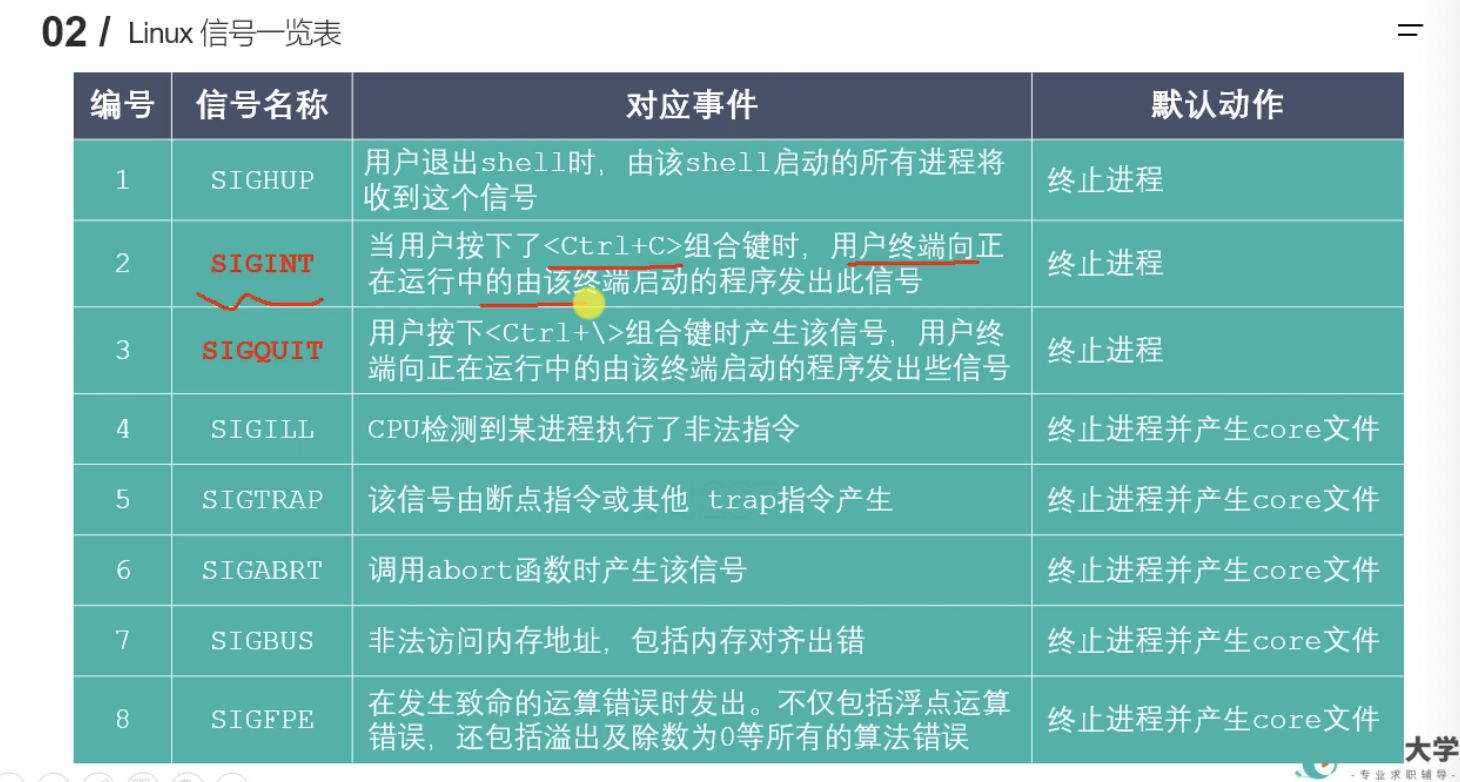 02 / Linux 信号一览表
编号 信号名称 对应事件 默认动作
1 SIGHUP 用户退出shell时，由该shell启动的所有进程将 终止进程
收到这个信号
2 SIGINT 当用户按下了<Ctrl+C>组合键时，用户终端向正 终止进程
在运行中的由该终端启动的程序发出此信号
3 SIGQUIT 用户按下<Ctrl+\>组合键时产生该信号，用户终 终止进程
端向正在运行中的由该终端启动的程序发出些信号
4 SIGILL CPU检测到某进程执行了非法指令 终止进程并产生core文件
5 SIGTRAP 该信号由断点指令或其他 trap指令产生 终止进程并产生core文件
6 SIGABRT 调用abort函数时产生该信号 终止进程并产生core文件
7 SIGBUS 非法访问内存地址，包括内存对齐出错 终止进程并产生core文件
8 SIGFPE 在发生致命的运算错误时发出。不仅包括浮点运算 终止进程并产生core文件
错误，还包括溢出及除数为0等所有的算法错误
大学
-专业求职辅导-